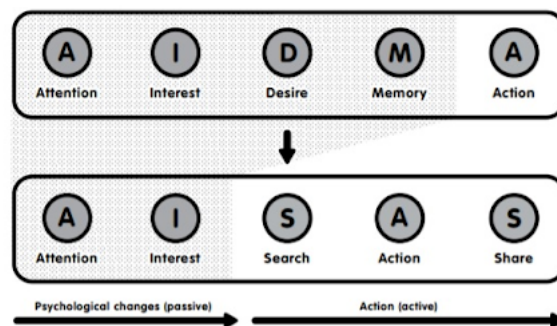 A I D M A
Attention Interest Desire Memory Action
A I S A S
Attention Interest Search Action Share
Psychological changes (passive) Action (active)